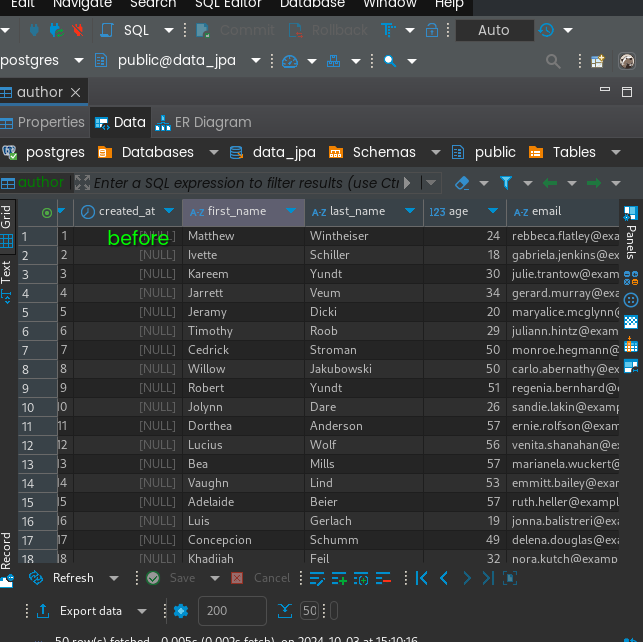 Edit Navigate Search SQL Editor Database Window Help
SQL Commit Rollback T Auto
postgres public@data_jpa
author
Properties Data ER Diagram
postgres Databases data_jpa Schemas public Tables
author Enter a SQL expression to filter results (use Ctr
Grid
Text
Record
Panels
created_at A-Z first_name A-Z last_name 123 age A-Z email
before
1 1 [NULL] Matthew Wintheiser 24 rebbeca.flatley@exa
2 2 [NULL] Ivette Schiller 18 gabriela.jenkins@ex
3 3 [NULL] Kareem Yundt 30 julie.trantow@exam
4 4 [NULL] Jarrett Veum 34 gerard.murray@exa
5 5 [NULL] Jeramy Dicki 20 maryalice.mcglynn@
6 6 [NULL] Timothy Roob 29 juliann.hintz@exam
7 7 [NULL] Cedrick Stroman 50 monroe.hegmann@
8 8 [NULL] Willow Jakubowski 50 carlo.abernathy@ex
9 9 [NULL] Robert Yundt 51 regenia.bernhard@e
10 10 [NULL] Jolynn Dare 26 sandie.lakin@examp
11 11 [NULL] Dorthea Anderson 57 ernie.rolfson@exam
12 12 [NULL] Lucius Wolf 56 venita.shanahan@ex
13 13 [NULL] Bea Mills 57 marianela.wuckert@
14 14 [NULL] Vaughn Lind 53 emmitt.bailey@exam
15 15 [NULL] Adelaide Beier 57 ruth.heller@exampl
16 16 [NULL] Luis Gerlach 19 jonna.balistreri@exa
17 17 [NULL] Concepcion Schumm 49 delena.douglas@ex
18 18 [NULL] Khadijah Feil 32 nora.kutch@examp
Refresh Save Cancel
Export data 200 50
50 row(s) fetched - 0.005s (0.002s fetch), on 2024-10-03 at 15:10:16